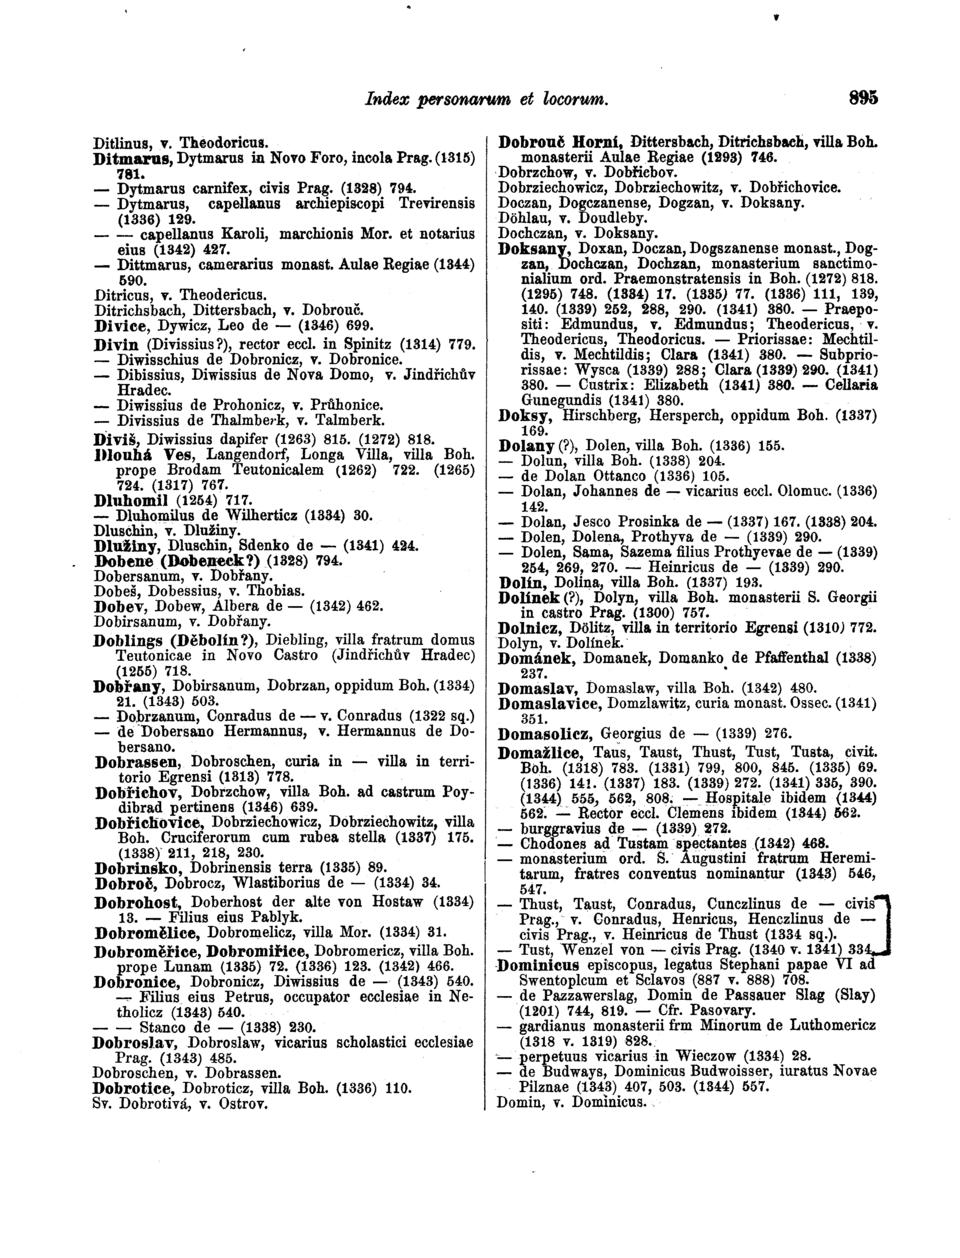 Index personarum et locorum. 895
Ditlinus, v. Theodoricus.
Ditmarus, Dytmarus in Novo Foro, incola Prag. (1315)
781.
— Dytmarus carnifex, civis Prag. (1328) 794.
— Dytmarus, capellanus archiepiscopi Trevirensis
(1336) 129.
— — capellanus Karoli, marchionis Mor. et notarius
eius (1342) 427.
— Dittmarus, camerarius monast. Aulae Regiae (1344)
590.
Ditricus, v. Theodericus.
Ditrichsbach, Dittersbach, v. Dobrouč.
Divice, Dywicz, Leo de — (1346) 699.
Divin (Divissius?), rector eccl. in Spinitz (1314) 779.
— Diwisschius de Dobronicz, v. Dobronice.
— Dibissius, Diwissius de Nova Domo, v. Jindřichův
Hradec.
— Diwissius de Prohonicz, v. Průhonice.
— Divissius de Thalmberk, v. Talmberk.
Diviš, Diwissius dapifer (1263) 815. (1272) 818.
Dlouhá Ves, Langendorf, Longa Villa, villa Boh.
prope Brodam Teutonicalem (1262) 722. (1265)
724. (1317) 767.
Dluhomil (1254) 717.
— Dluhomilus de Wilherticz (1334) 30.
Dluschin, v. Dlužiny.
Dlužiny, Dluschin, Sdenko de — (1341) 424.
Dobene (Dobeneck?) (1328) 794.
Dobersanum, v. Dobřany.
Dobeš, Dobessius, v. Thobias.
Dobev, Dobew, Albera de — (1342) 462.
Dobirsanum, v. Dobřany.
Doblings (Děbolín?), Diebling, villa fratrum domus
Teutonicae in Novo Castro (Jindřichův Hradec)
(1255) 718.
Dobřany, Dobirsanum, Dobrzan, oppidum Boh. (1334)
21. (1343) 503.
— Dobrzanum, Conradus de — v. Conradus (1322 sq.)
— de Dobersano Hermannus, v. Hermannus de Do-
bersano.
Dobrassen, Dobroschen, curia in — villa in terri-
torio Egrensi (1313) 778.
Dobřichov, Dobrzchow, villa Boh. ad castrum Poy-
dibrad pertinens (1346) 639.
Dobřichovice, Dobrziechowicz, Dobrziechowitz, villa
Boh. Cruciferorum cum rubea stella (1337) 175.
(1338) 211, 218, 230.
Dobrinsko, Dobrinensis terra (1335) 89.
Dobroč, Dobrocz, Wlastiborius de — (1334) 34.
Dobrohost, Doberhost der alte von Hostaw (1334)
13. — Filius eius Pablyk.
Dobromělice, Dobromelicz, villa Mor. (1334) 31.
Dobroměřice, Dobromiřice, Dobromericz, villa Boh.
prope Lunam (1335) 72. (1336) 123. (1342) 466.
Dobronice, Dobronicz, Diwissius de — (1343) 540.
— Filius eius Petrus, occupator ecclesiae in Ne-
tholicz (1343) 540.
— — Stanco de — (1338) 230.
Dobroslav, Dobroslaw, vicarius scholastici ecclesiae
Prag. (1343) 485.
Dobroschen, v. Dobrassen.
Dobrotice, Dobroticz, villa Boh. (1336) 110.
Sv. Dobrotivá, v. Ostrov.
Dobrouč Horní, Dittersbach, Ditrichsbach, villa Boh.
monasterii Aulae Regiae (1293) 746.
Dobrzchow, v. Dobřichov.
Dobrziechowicz, Dobrziechowitz, v. Dobřichovice.
Doczan, Dogczanense, Dogzan, v. Doksany.
Döhlau, v. Doudleby.
Dochczan, v. Doksany.
Doksany, Doxan, Doczan, Dogszanense monast., Dog-
zan, Dochczan, Dochzan, monasterium sanctimo-
nialium ord. Praemonstratensis in Boh. (1272) 818.
(1295) 748. (1334) 17. (1335) 77. (1336) 111, 139,
140. (1339) 252, 288, 290. (1341) 380. — Praepo-
siti: Edmundus, v. Edmundus; Theodericus, v.
Theodericus, Theodoricus. — Priorissae: Mechtil-
dis, v. Mechtildis; Clara (1341) 380. — Subprio-
rissae: Wysca (1339) 288; Clara (1339) 290. (1341)
380. — Custrix: Elizabeth (1341) 380. — Cellaria
Gunegundis (1341) 380.
Doksy, Hirschberg, Hersperch, oppidum Boh. (1337)
169.
Dolany (?), Dolen, villa Boh. (1336) 155.
— Dolun, villa Boh. (1338) 204.
— de Dolan Ottanco (1336) 105.
— Dolan, Johannes de — vicarius eccl. Olomuc. (1336)
142.
— Dolan, Jesco Prosinka de — (1337) 167. (1338) 204.
— Dolen, Dolena, Prothyva de — (1339) 290.
— Dolen, Sama, Sazema filius Prothyevae de — (1339)
254, 269, 270. — Heinricus de — (1339) 290.
Dolín, Dolina, villa Boh. (1337) 193.
Dolínek (?), Dolyn, villa Boh. monasterii S. Georgii
in castro Prag. (1300) 757.
Dolnicz, Dölitz, villa in territorio Egrensi (1310) 772.
Dolyn, v. Dolínek.
Dománek, Domanek, Domanko de Pfaffenthal (1338)
237.
Domaslav, Domaslaw, villa Boh. (1342) 480.
Domaslavice, Domzlawitz, curia monast. Ossec. (1341)
351.
Domasolicz, Georgius de — (1339) 276.
Domažlice, Taus, Taust, Thust, Tust, Tusta, civit.
Boh. (1318) 783. (1331) 799, 800, 845. (1335) 69.
(1336) 141. (1337) 183. (1339) 272. (1341) 335, 390.
(1344) 555, 562, 808. — Hospitale ibidem (1344)
562. — Rector eccl. Clemens ibidem (1344) 562.
— burggravius de — (1339) 272.
— Chodones ad Tustam spectantes (1342) 468.
— monasterium ord. S. Augustini fratrum Heremi-
tarum, fratres conventus nominantur (1343) 546,
547.
— Thust, Taust, Conradus, Cunczlinus de — civis
Prag., v. Conradus, Henricus, Henczlinus de —
civis Prag., v. Heinricus de Thust (1334 sq.).
— Tust, Wenzel von — civis Prag. (1340 v. 1341) 334.
Dominicus episcopus, legatus Stephani papae VI ad
Swentoplcum et Sclavos (887 v. 888) 708.
— de Pazzawerslag, Domin de Passauer Slag (Slay)
(1201) 744, 819. — Cfr. Pasovary.
— gardianus monasterii frm Minorum de Luthomericz
(1318 v. 1319) 828.
— perpetuus vicarius in Wieczow (1334) 28.
— de Budways, Dominicus Budwoisser, iuratus Novae
Pilznae (1343) 407, 503. (1344) 557.
Domin, v. Dominicus.